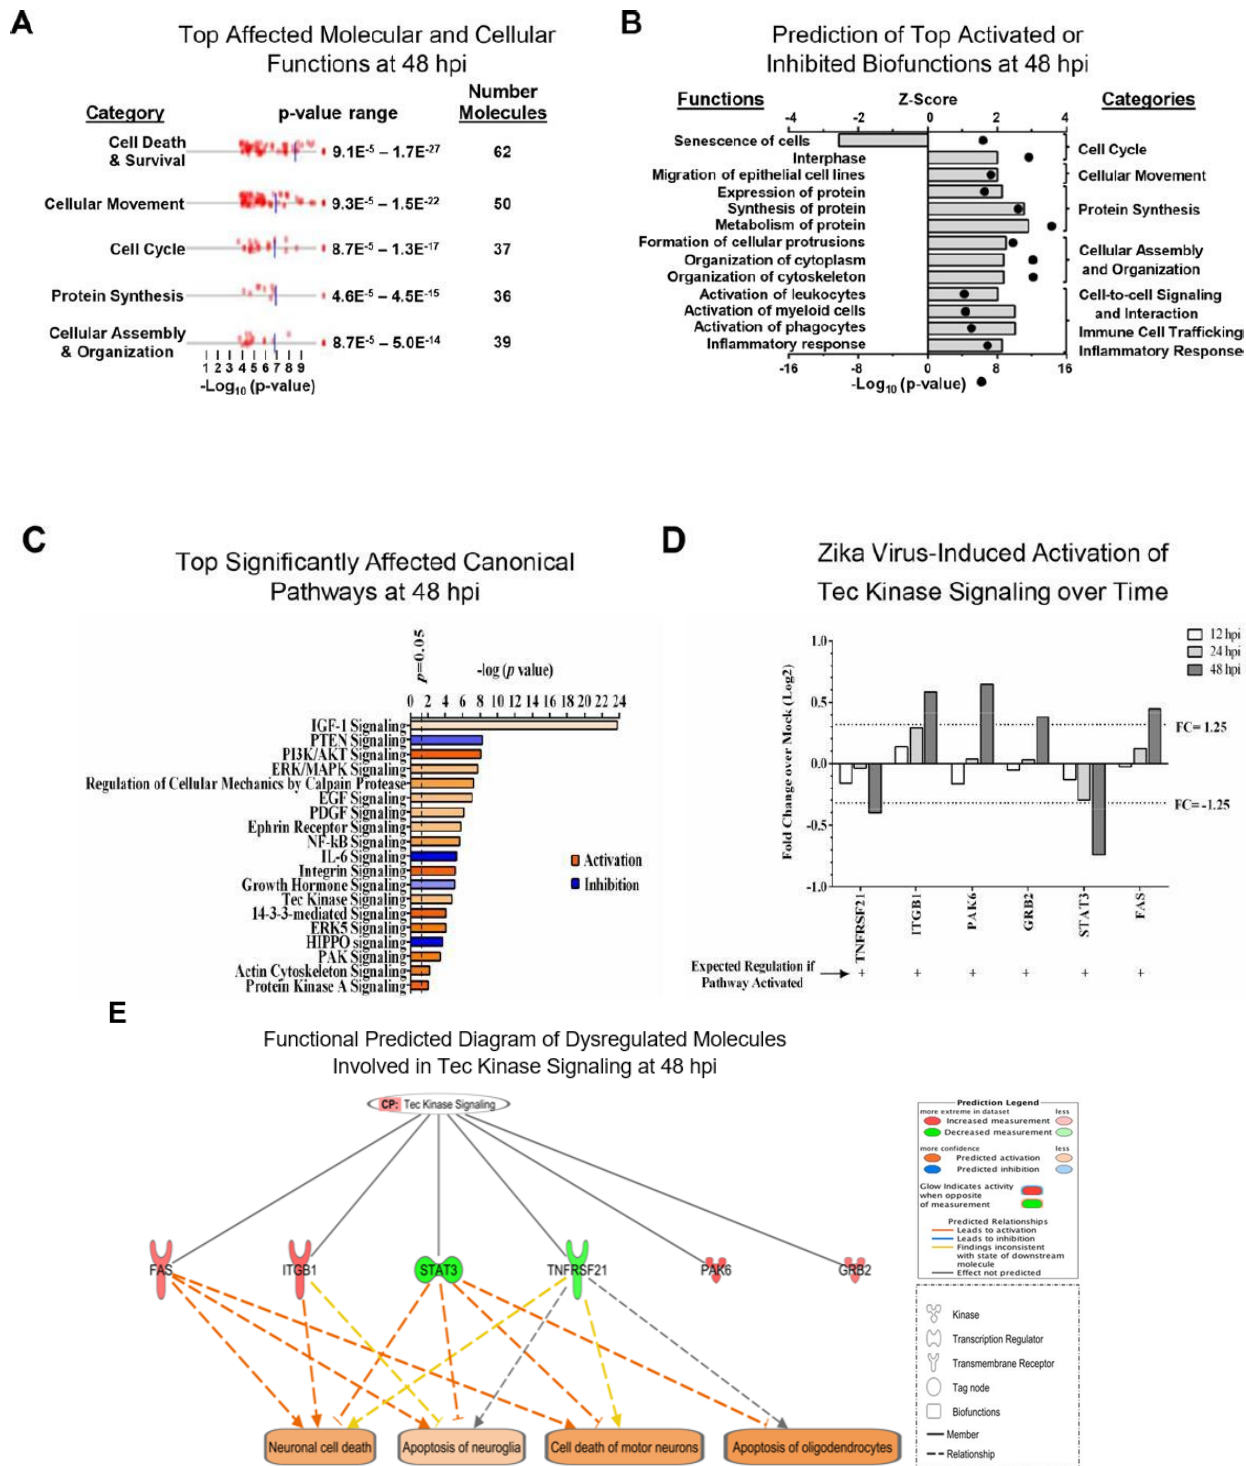 A
Top Affected Molecular and Cellular
Functions at 48 hpi
Category
p-value range
Number
Molecules
Cell Death
& Survival
9.1E-5 – 1.7E-27
62
Cellular Movement
9.3E-5 – 1.5E-22
50
Cell Cycle
8.7E-5 – 1.3E-17
37
Protein Synthesis
4.6E-5 – 4.5E-15
36
Cellular Assembly
& Organization
8.7E-5 – 5.0E-14
39
1 2 3 4 5 6 7 8 9
-Log10 (p-value)
B
Prediction of Top Activated or
Inhibited Biofunctions at 48 hpi
Functions
Z-Score
Categories
-4 -2 0 2 4
Senescence of cells
Interphase
Migration of epithelial cell lines
Expression of protein
Synthesis of protein
Metabolism of protein
Formation of cellular protrusions
Organization of cytoplasm
Organization of cytoskeleton
Activation of leukocytes
Activation of myeloid cells
Activation of phagocytes
Inflammatory response
Cell Cycle
Cellular Movement
Protein Synthesis
Cellular Assembly
and Organization
Cell-to-cell Signaling
and Interaction
Immune Cell Trafficking
Inflammatory Response
-16 -8 0 8 16
-Log10 (p-value)
C
Top Significantly Affected Canonical
Pathways at 48 hpi
p=0.05
-log (p value)
0 2 4 6 8 10 12 14 16 18 20 22 24
IGF-1 Signaling
PTEN Signaling
PI3K/AKT Signaling
ERK/MAPK Signaling
Regulation of Cellular Mechanics by Calpain Protease
EGF Signaling
PDGF Signaling
Ephrin Receptor Signaling
NF-kB Signaling
IL-6 Signaling
Integrin Signaling
Growth Hormone Signaling
Tec Kinase Signaling
14-3-3-mediated Signaling
ERK5 Signaling
HIPPO signaling
PAK Signaling
Actin Cytoskeleton Signaling
Protein Kinase A Signaling
Activation
Inhibition
D
Zika Virus-Induced Activation of
Tec Kinase Signaling over Time
12 hpi
24 hpi
48 hpi
Fold Change over Mock (Log2)
1.0
0.5
0.0
-0.5
-1.0
FC= 1.25
FC= -1.25
TNFRSF21
ITGB1
PAK6
GRB2
STAT3
FAS
Expected Regulation if
Pathway Activated
+ + + + + +
E
Functional Predicted Diagram of Dysregulated Molecules
Involved in Tec Kinase Signaling at 48 hpi
CP: Tec Kinase Signaling
FAS
ITGB1
STAT3
TNFRSF21
PAK6
GRB2
Neuronal cell death
Apoptosis of neuroglia
Cell death of motor neurons
Apoptosis of oligodendrocytes
Prediction Legend
more extreme in dataset less
Increased measurement
Decreased measurement
more confidence less
Predicted activation
Predicted inhibition
Glow Indicates activity
when opposite
of measurement
Predicted Relationships
Leads to activation
Leads to inhibition
Findings inconsistent
with state of downstream
molecule
Effect not predicted
Kinase
Transcription Regulator
Transmembrane Receptor
Tag node
Biofunctions
Member
Relationship